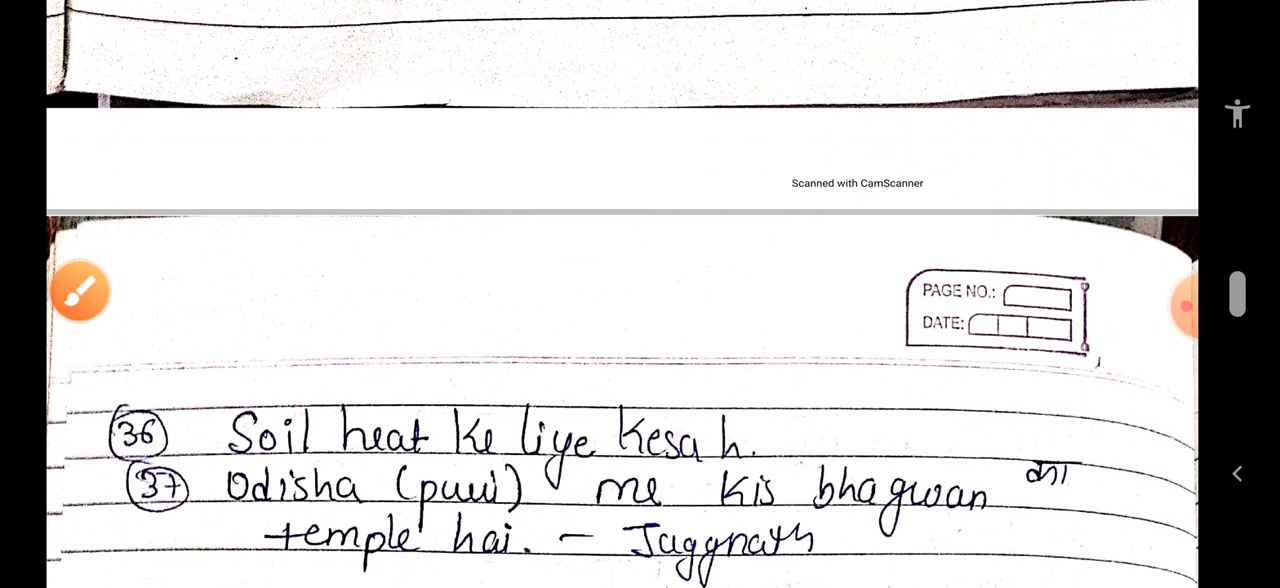 Scanned with CamScanner
PAGE NO.:
DATE:
36 Soil heat ke liye kesa h.
37 Odisha (puri) me kis bhagwan का
temple hai. - Jaggnath